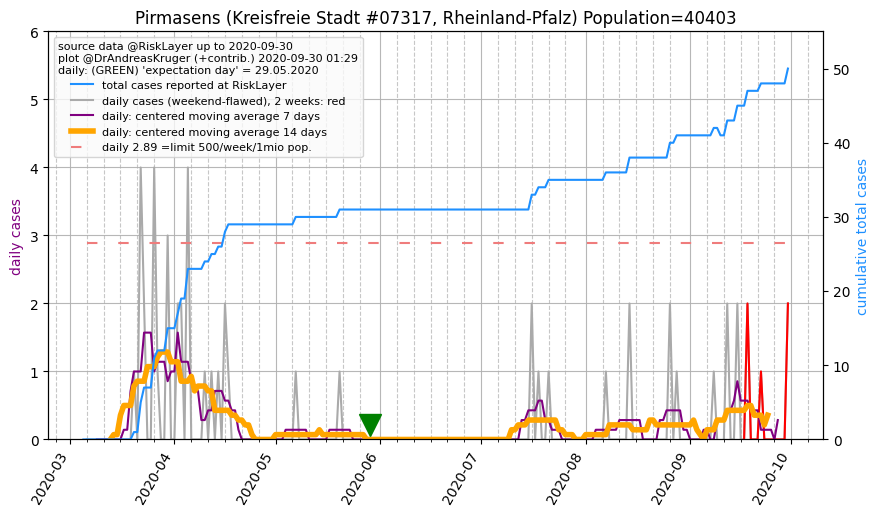 Pirmasens (Kreisfreie Stadt #07317, Rheinland-Pfalz) Population=40403
source data @RiskLayer up to 2020-09-30
plot @DrAndreasKruger (+contrib.) 2020-09-30 01:29
daily: (GREEN) 'expectation day' = 29.05.2020
total cases reported at RiskLayer
daily cases (weekend-flawed), 2 weeks: red
daily: centered moving average 7 days
daily: centered moving average 14 days
daily 2.89 =limit 500/week/1mio pop.
daily cases
6
5
4
3
2
1
0
cumulative total cases
50
40
30
20
10
0
2020-03
2020-04
2020-05
2020-06
2020-07
2020-08
2020-09
2020-10